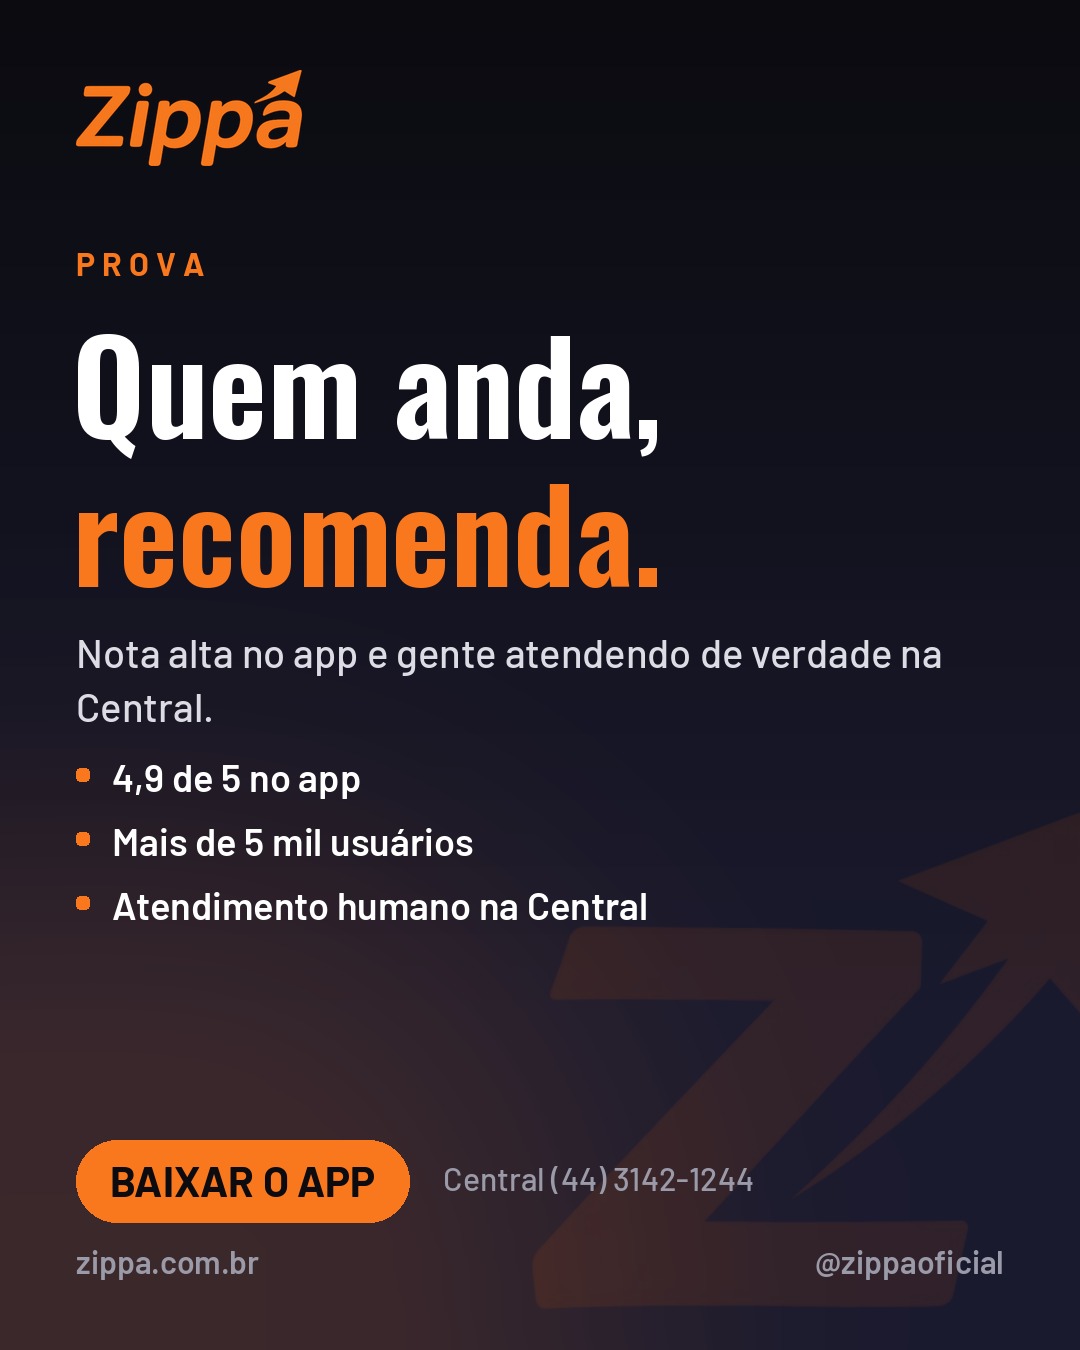 Zippa
PROVA
Quem anda,
recomenda.
Nota alta no app e gente atendendo de verdade na
Central.
4,9 de 5 no app
Mais de 5 mil usuários
Atendimento humano na Central
BAIXAR O APP
Central (44) 3142-1244
zippa.com.br
@zippaoficial